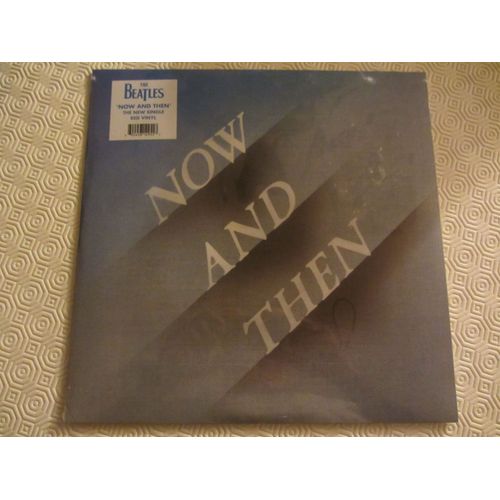 THE
BEATLES
'NOW AND THEN'
THE NEW SINGLE
RED VINYL
NOW
AND
THEN